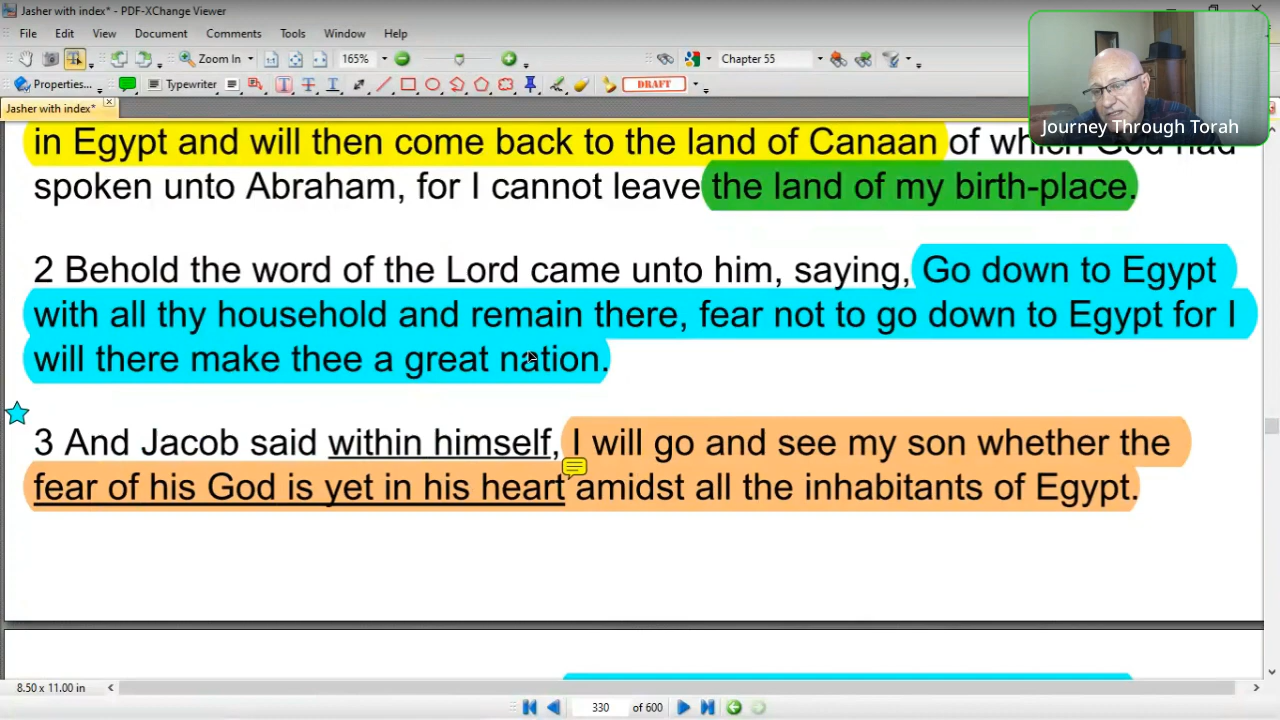 Jasher with index* - PDF-XChange Viewer
File Edit View Document Comments Tools Window Help
Zoom In 165% Chapter 55
Properties... Typewriter DRAFT
Jasher with index*
Journey Through Torah
in Egypt and will then come back to the land of Canaan of which God had
spoken unto Abraham, for I cannot leave the land of my birth-place.
2 Behold the word of the Lord came unto him, saying, Go down to Egypt
with all thy household and remain there, fear not to go down to Egypt for I
will there make thee a great nation.
3 And Jacob said within himself, I will go and see my son whether the
fear of his God is yet in his heart amidst all the inhabitants of Egypt.
8.50 x 11.00 in
330 of 600